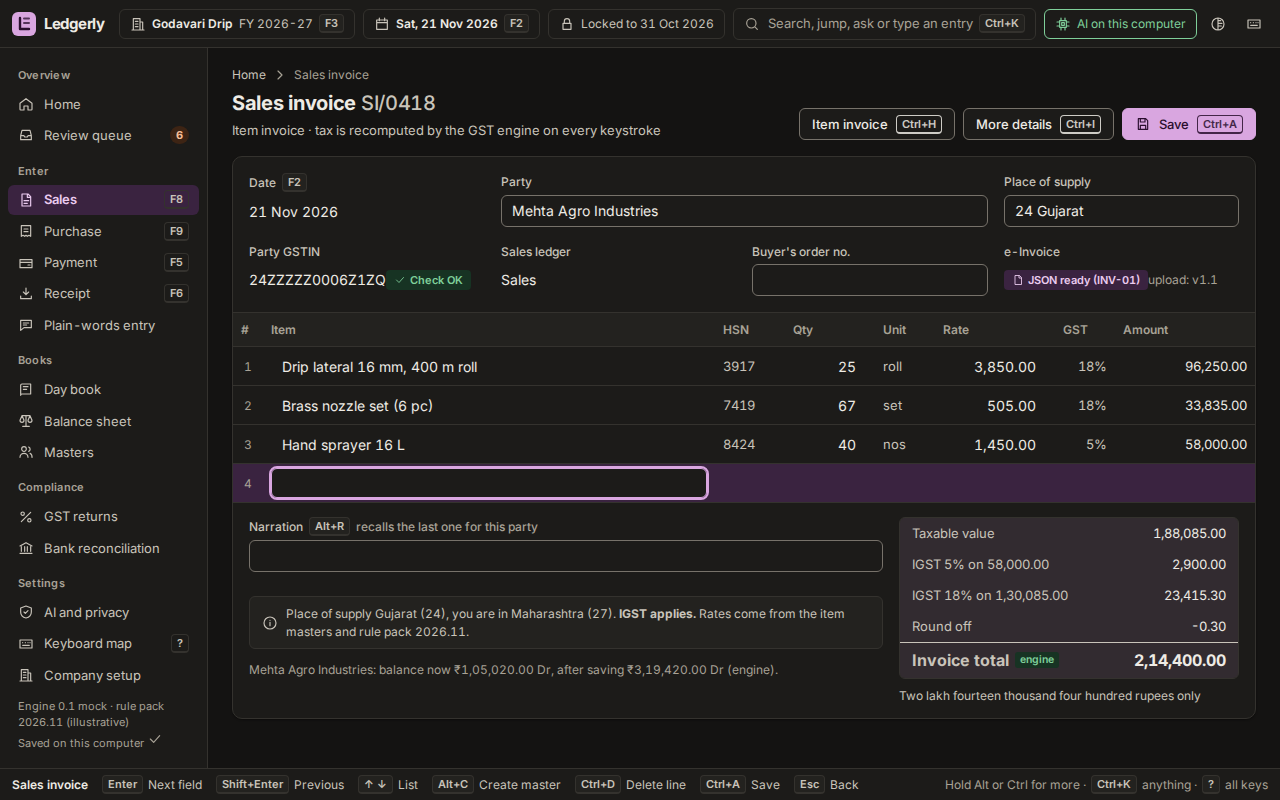 Ledgerly
Godavari Drip FY 2026-27 F3
Sat, 21 Nov 2026 F2
Locked to 31 Oct 2026
Search, jump, ask or type an entry Ctrl+K
AI on this computer
Overview
Home
Review queue 6
Enter
Sales F8
Purchase F9
Payment F5
Receipt F6
Plain-words entry
Books
Day book
Balance sheet
Masters
Compliance
GST returns
Bank reconciliation
Settings
AI and privacy
Keyboard map ?
Company setup
Engine 0.1 mock · rule pack
2026.11 (illustrative)
Saved on this computer
Home > Sales invoice
Sales invoice SI/0418
Item invoice · tax is recomputed by the GST engine on every keystroke
Item invoice Ctrl+H
More details Ctrl+I
Save Ctrl+A
Date F2
Party
Place of supply
21 Nov 2026
Mehta Agro Industries
24 Gujarat
Party GSTIN
Sales ledger
Buyer's order no.
e-Invoice
24ZZZZZ0006Z1ZQ Check OK
Sales
JSON ready (INV-01) upload: v1.1
# Item HSN Qty Unit Rate GST Amount
1 Drip lateral 16 mm, 400 m roll 3917 25 roll 3,850.00 18% 96,250.00
2 Brass nozzle set (6 pc) 7419 67 set 505.00 18% 33,835.00
3 Hand sprayer 16 L 8424 40 nos 1,450.00 5% 58,000.00
4
Narration Alt+R recalls the last one for this party
Place of supply Gujarat (24), you are in Maharashtra (27). IGST applies. Rates come from the item
masters and rule pack 2026.11.
Mehta Agro Industries: balance now ₹1,05,020.00 Dr, after saving ₹3,19,420.00 Dr (engine).
Taxable value 1,88,085.00
IGST 5% on 58,000.00 2,900.00
IGST 18% on 1,30,085.00 23,415.30
Round off -0.30
Invoice total engine 2,14,400.00
Two lakh fourteen thousand four hundred rupees only
Sales invoice Enter Next field Shift+Enter Previous ↑↓ List Alt+C Create master Ctrl+D Delete line Ctrl+A Save Esc Back
Hold Alt or Ctrl for more · Ctrl+K anything · ? all keys